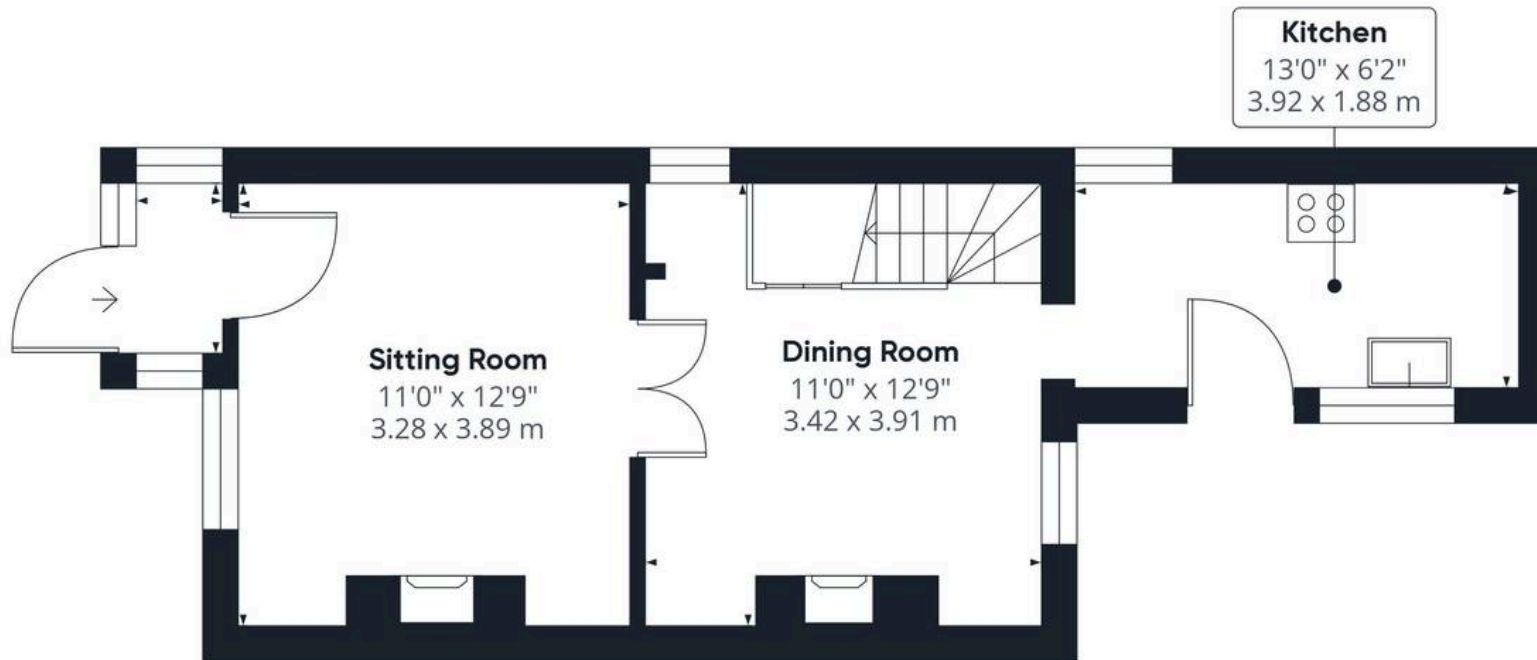 Kitchen
13'0" x 6'2"
3.92 x 1.88 m
Sitting Room
11'0" x 12'9"
3.28 x 3.89 m
Dining Room
11'0" x 12'9"
3.42 x 3.91 m